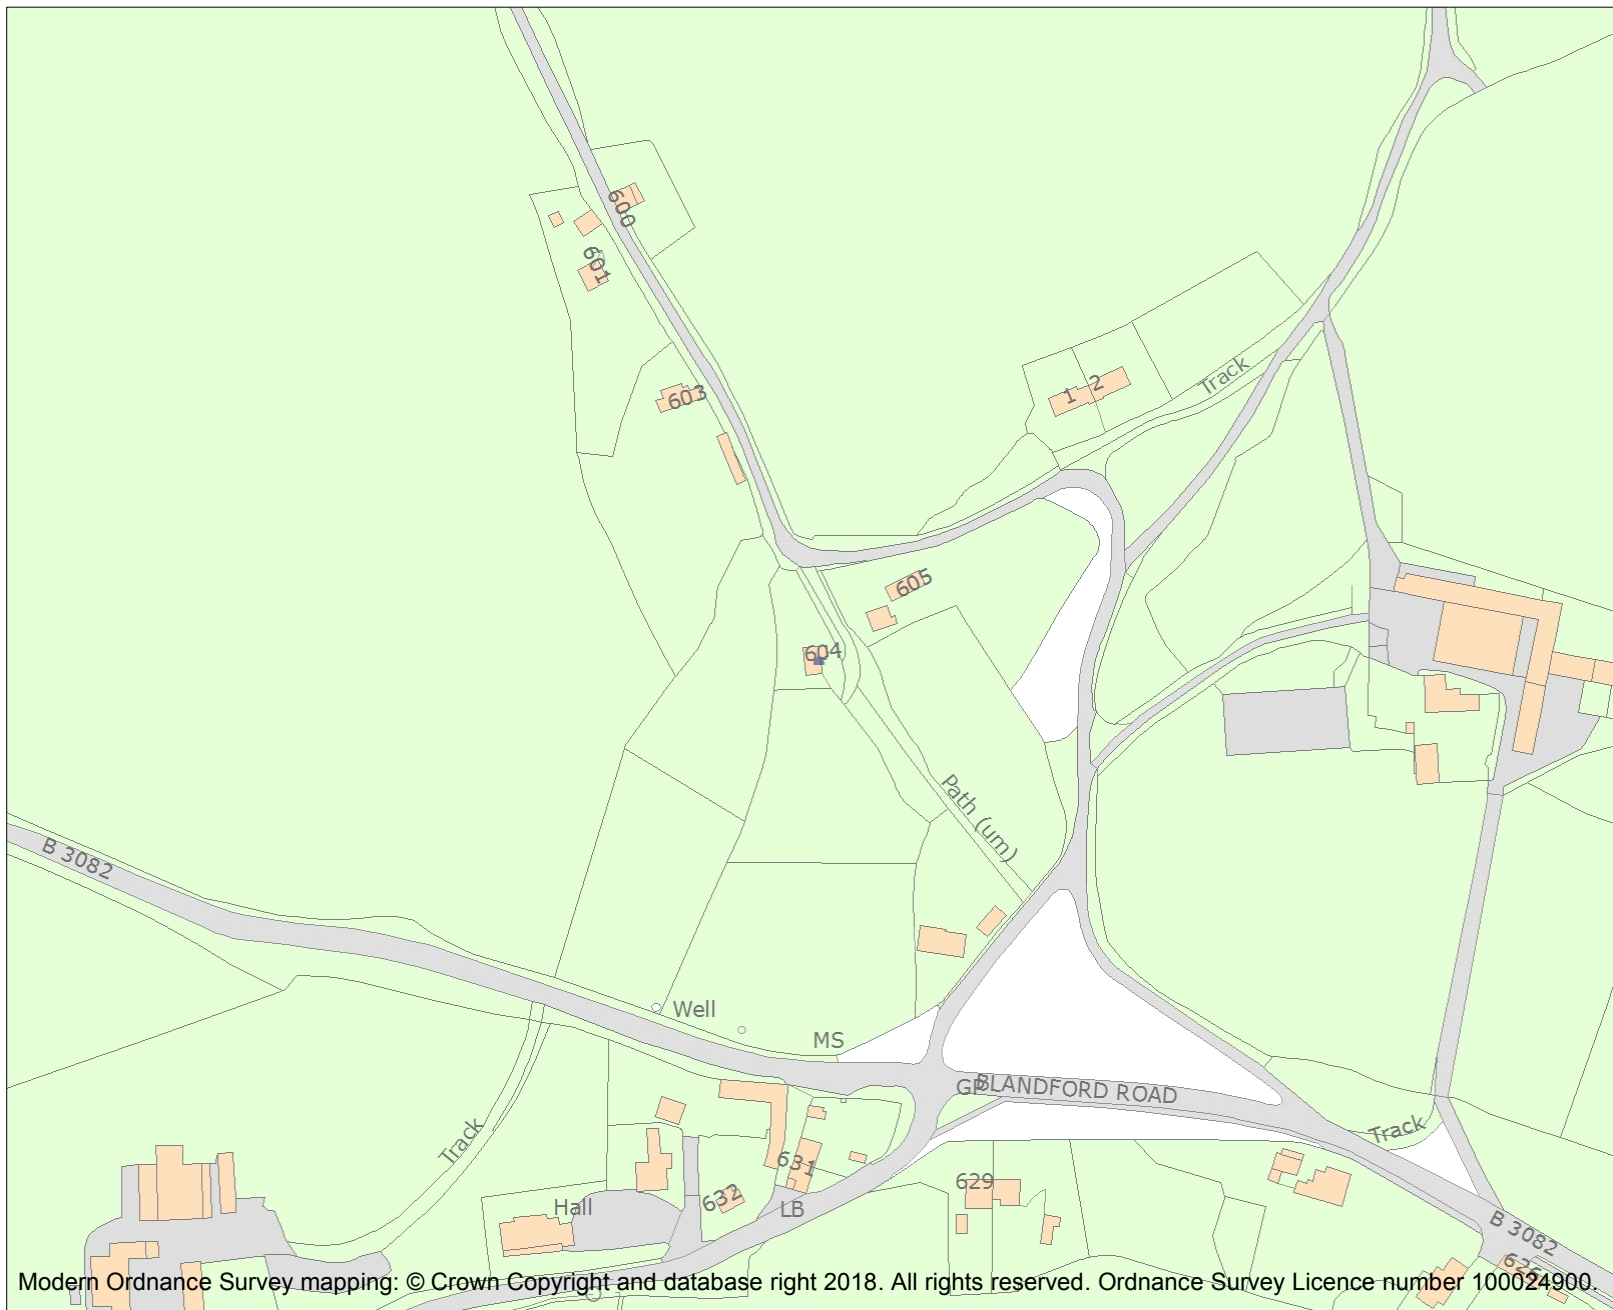 600
601
603
1 2
Track
605
604
Path (um)
B 3082
Well
MS
GP
BLANDFORD ROAD
Track
Track
631
629
632
Hall
LB
B 3082
Modern Ordnance Survey mapping: © Crown Copyright and database right 2018. All rights reserved. Ordnance Survey Licence number 100024900.